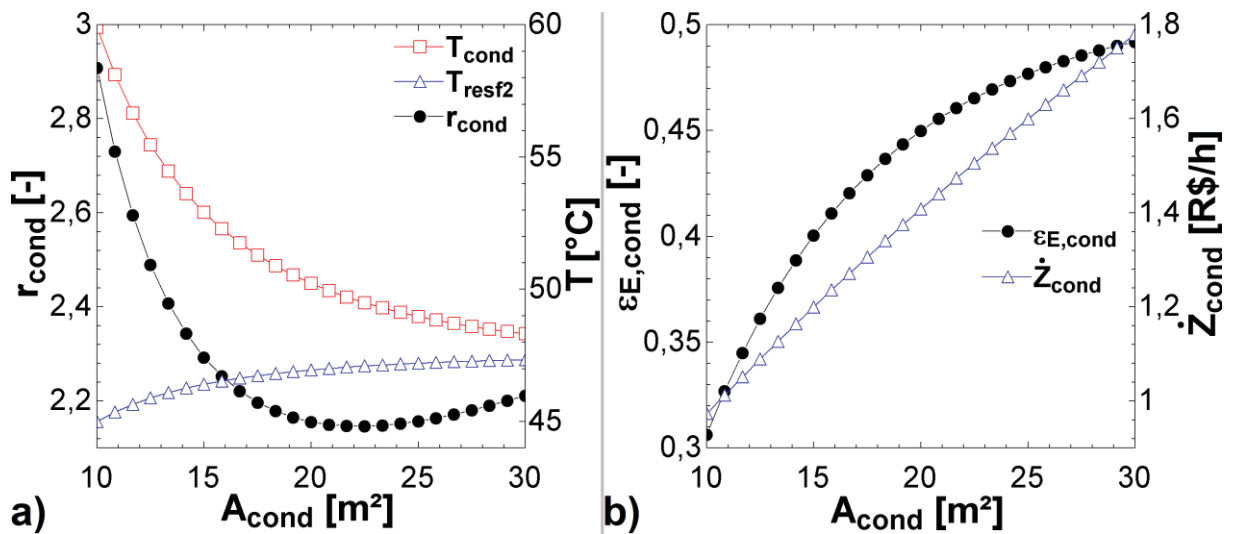 3
2,8
2,6
2,4
2,2
r_cond [-]
T_cond
T_resf2
r_cond
60
55
50
45
T [°C]
10 15 20 25 30
A_cond [m²]
a)
0,5
0,45
0,4
0,35
0,3
ε_E,cond [-]
ε_E,cond
Ż_cond
1,8
1,6
1,4
1,2
1
Ż_cond [R$/h]
10 15 20 25 30
A_cond [m²]
b)